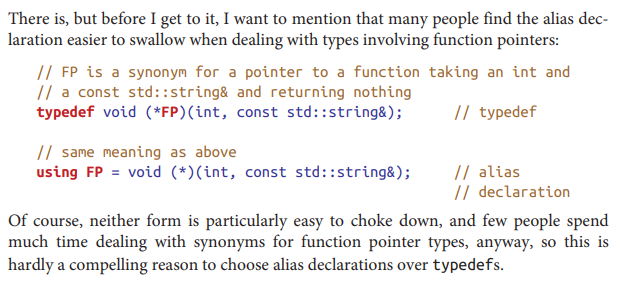 There is, but before I get to it, I want to mention that many people find the alias dec-
laration easier to swallow when dealing with types involving function pointers:
// FP is a synonym for a pointer to a function taking an int and
// a const std::string& and returning nothing
typedef void (*FP)(int, const std::string&);      // typedef
// same meaning as above
using FP = void (*)(int, const std::string&);     // alias
                                                  // declaration
Of course, neither form is particularly easy to choke down, and few people spend
much time dealing with synonyms for function pointer types, anyway, so this is
hardly a compelling reason to choose alias declarations over typedefs.